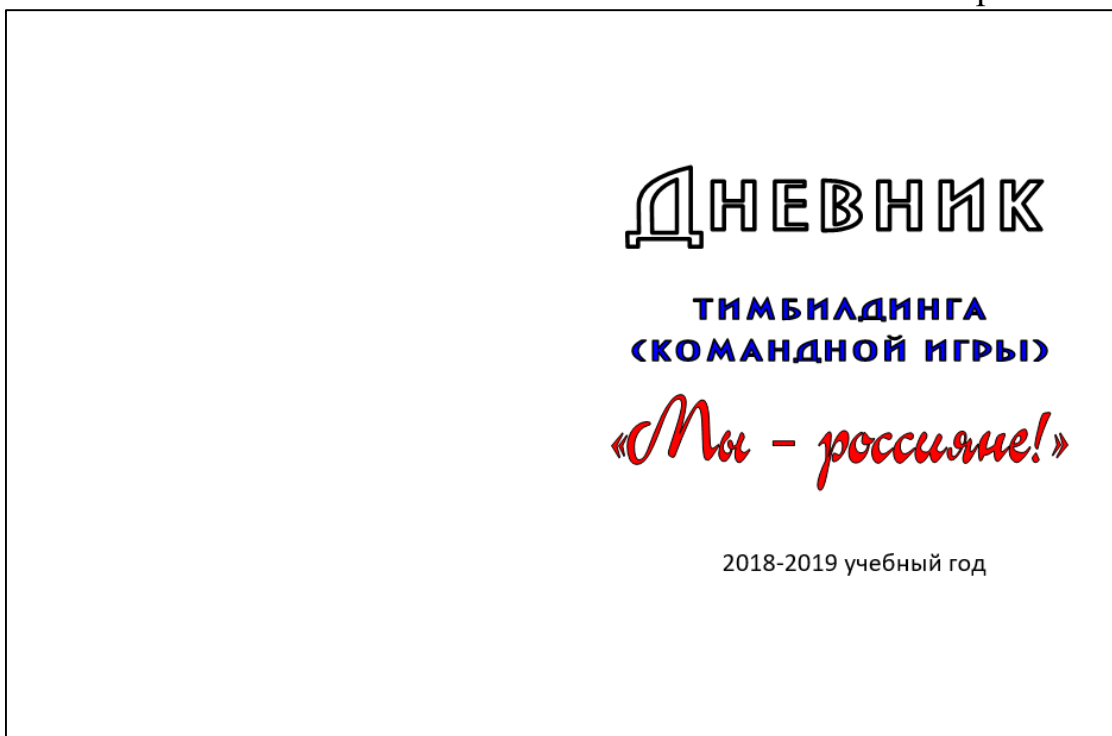 Дневник
ТИМБИЛДИНГА
(КОМАНДНОЙ ИГРЫ)
«Мы – россияне!»
2018-2019 учебный год